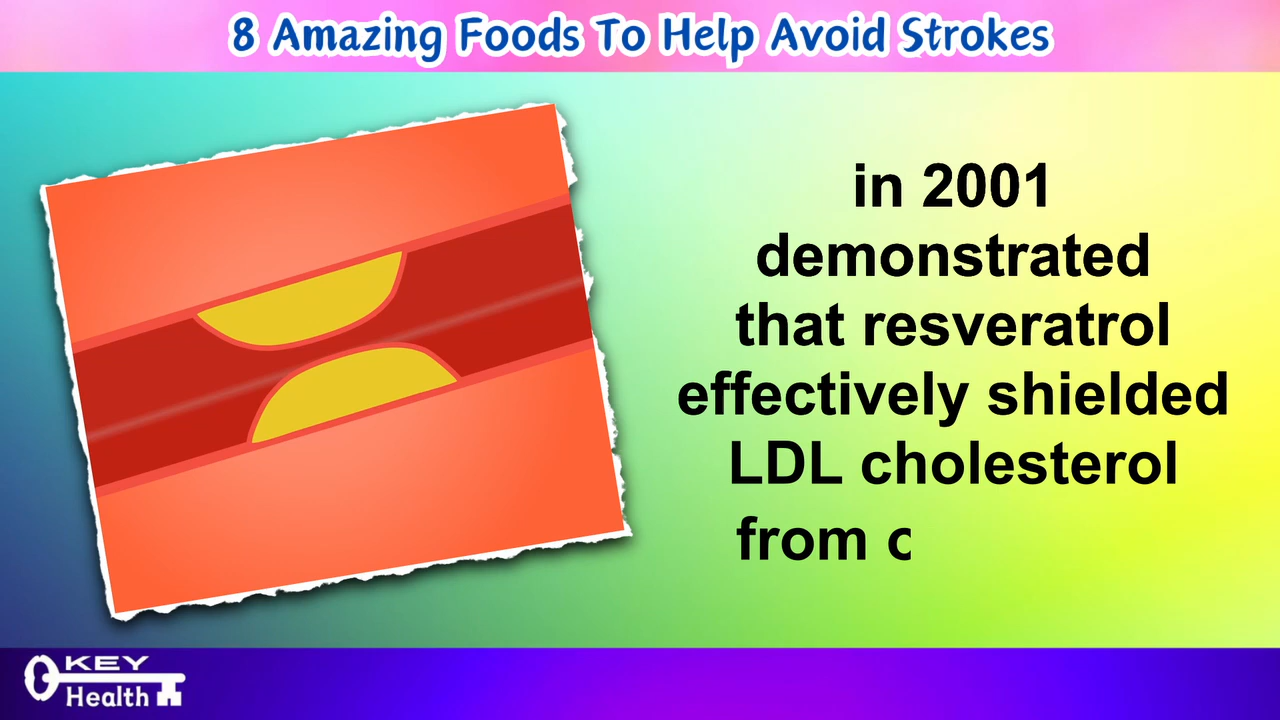 8 Amazing Foods To Help Avoid Strokes
in 2001
demonstrated
that resveratrol
effectively shielded
LDL cholesterol
from
KEY
Health